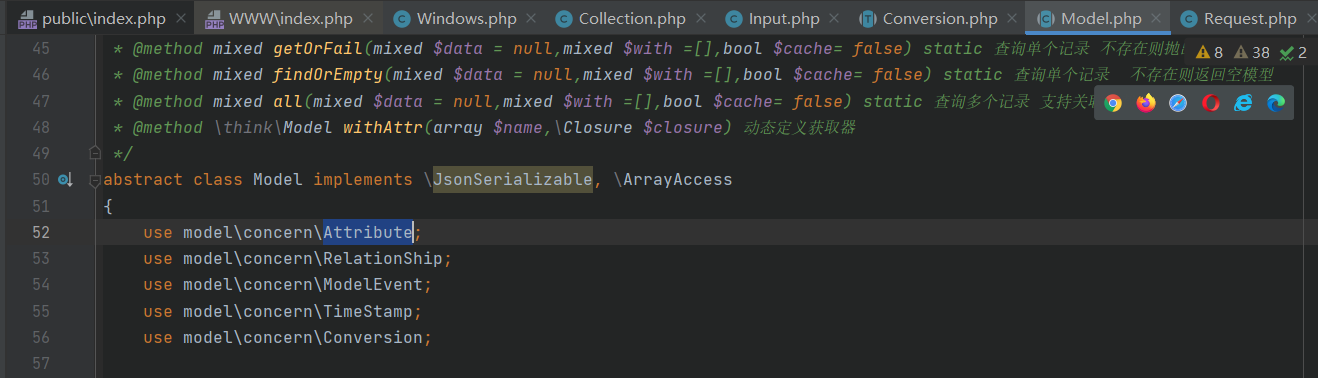 public\index.php WWW\index.php Windows.php Collection.php Input.php Conversion.php Model.php Request.php
45 * @method mixed getOrFail(mixed $data = null,mixed $with =[],bool $cache= false) static 查询单个记录 不存在则抛
8 38 2
46 * @method mixed findOrEmpty(mixed $data = null,mixed $with =[],bool $cache= false) static 查询单个记录 不存在则返回空模型
47 * @method mixed all(mixed $data = null,mixed $with =[],bool $cache= false) static 查询多个记录 支持关联
48 * @method \think\Model withAttr(array $name,\Closure $closure) 动态定义获取器
49 */
50 abstract class Model implements \JsonSerializable, \ArrayAccess
51 {
52 use model\concern\Attribute;
53 use model\concern\RelationShip;
54 use model\concern\ModelEvent;
55 use model\concern\TimeStamp;
56 use model\concern\Conversion;
57